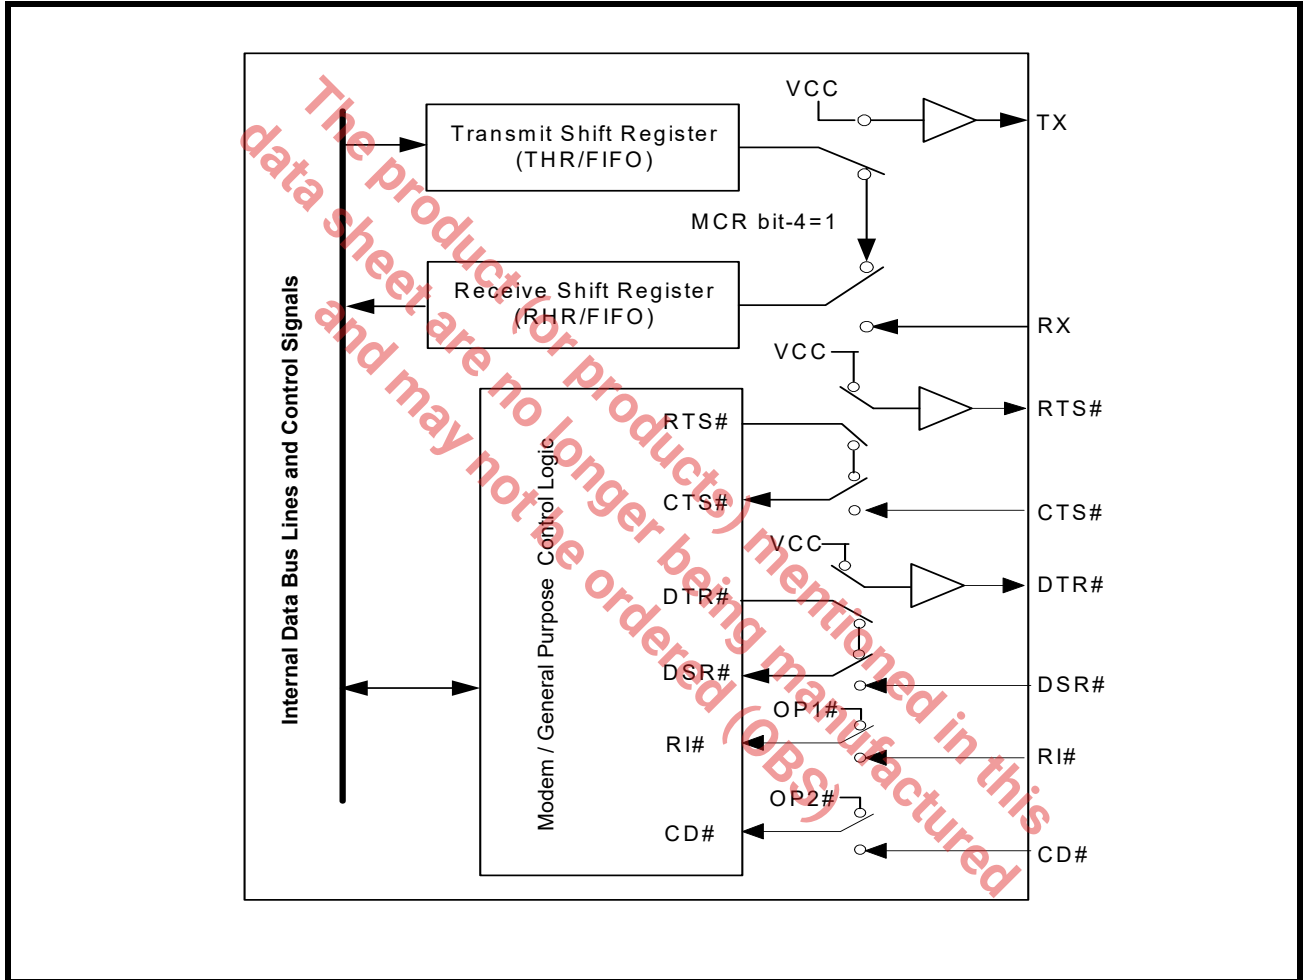 VCC
TX
Transmit Shift Register
(THR/FIFO)
MCR bit-4=1
Receive Shift Register
(RHR/FIFO)
RX
VCC
RTS#
RTS#
CTS#
CTS#
VCC
DTR#
DTR#
DSR#
DSR#
OP1#
RI#
RI#
OP2#
CD#
CD#
Internal Data Bus Lines and Control Signals
Modem / General Purpose Control Logic
The product (or products) mentioned in this
data sheet are no longer being manufactured
and may not be ordered (OBS)